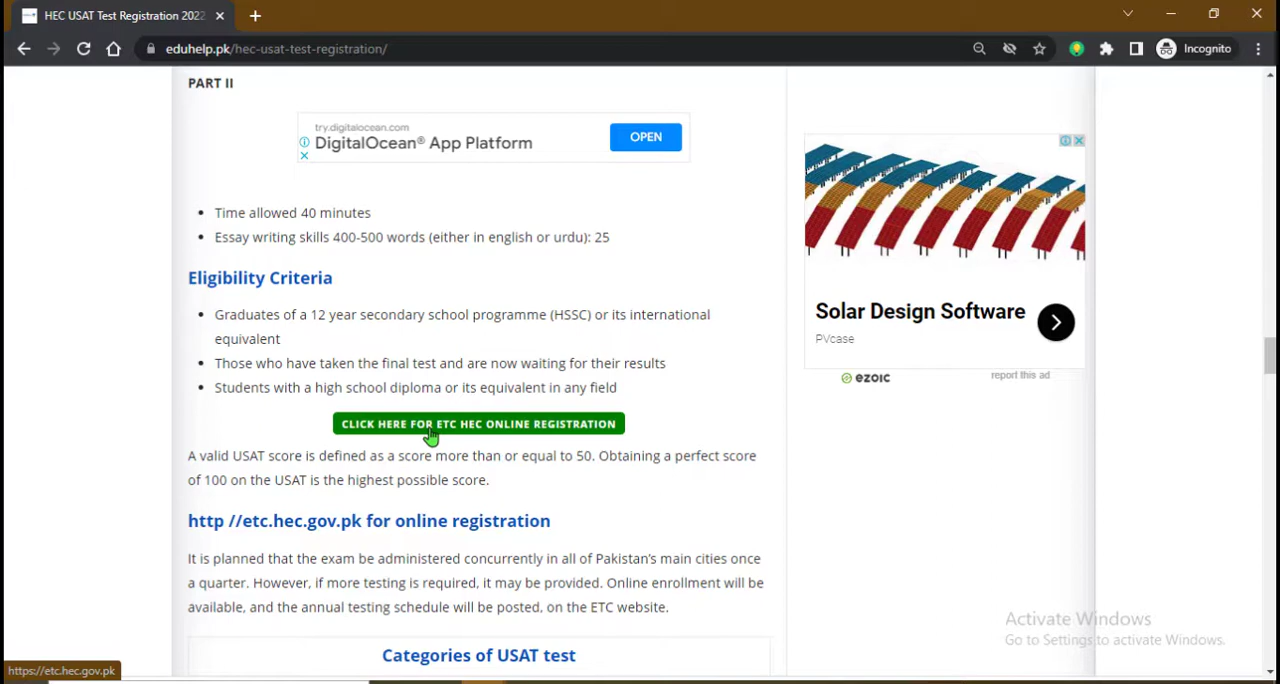 HEC USAT Test Registration 2022
eduhelp.pk/hec-usat-test-registration/
Incognito
PART II
try.digitalocean.com
DigitalOcean® App Platform
OPEN
Time allowed 40 minutes
Essay writing skills 400-500 words (either in english or urdu): 25
Eligibility Criteria
Graduates of a 12 year secondary school programme (HSSC) or its international
equivalent
Those who have taken the final test and are now waiting for their results
Students with a high school diploma or its equivalent in any field
CLICK HERE FOR ETC HEC ONLINE REGISTRATION
A valid USAT score is defined as a score more than or equal to 50. Obtaining a perfect score
of 100 on the USAT is the highest possible score.
http //etc.hec.gov.pk for online registration
It is planned that the exam be administered concurrently in all of Pakistan's main cities once
a quarter. However, if more testing is required, it may be provided. Online enrollment will be
available, and the annual testing schedule will be posted, on the ETC website.
Categories of USAT test
Solar Design Software
PVcase
ezoic
report this ad
Activate Windows
Go to Settings to activate Windows.
https://etc.hec.gov.pk